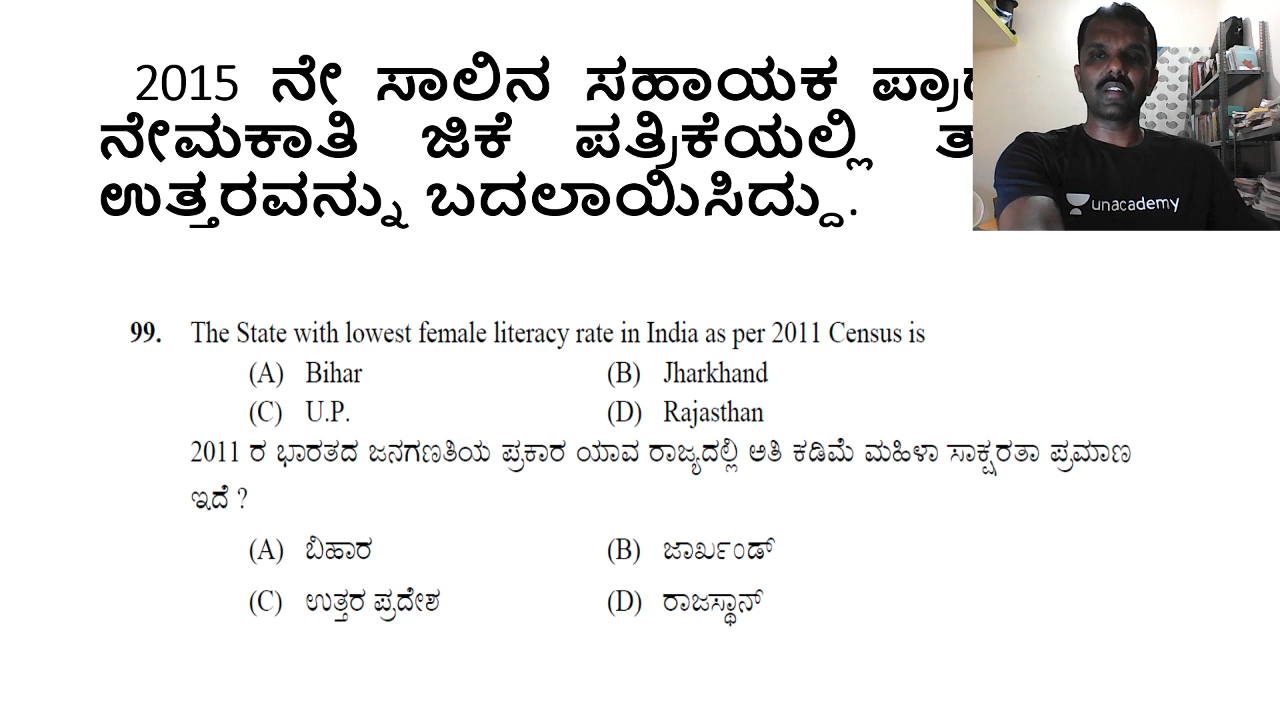 2015 ನೇ ಸಾಲಿನ ಸಹಾಯಕ
ನೇಮಕಾತಿ ಜಿಕೆ ಪತ್ರಿಕೆಯಲ್ಲಿ
ಉತ್ತರವನ್ನು ಬದಲಾಯಿಸಿದ್ದು.
unacademy
99. The State with lowest female literacy rate in India as per 2011 Census is
(A) Bihar (B) Jharkhand
(C) U.P. (D) Rajasthan
2011 ರ ಭಾರತದ ಜನಗಣತಿಯ ಪ್ರಕಾರ ಯಾವ ರಾಜ್ಯದಲ್ಲಿ ಅತಿ ಕಡಿಮೆ ಮಹಿಳಾ ಸಾಕ್ಷರತಾ ಪ್ರಮಾಣ
ಇದೆ ?
(A) ಬಿಹಾರ (B) ಜಾರ್ಖಂಡ್
(C) ಉತ್ತರ ಪ್ರದೇಶ (D) ರಾಜಸ್ಥಾನ್